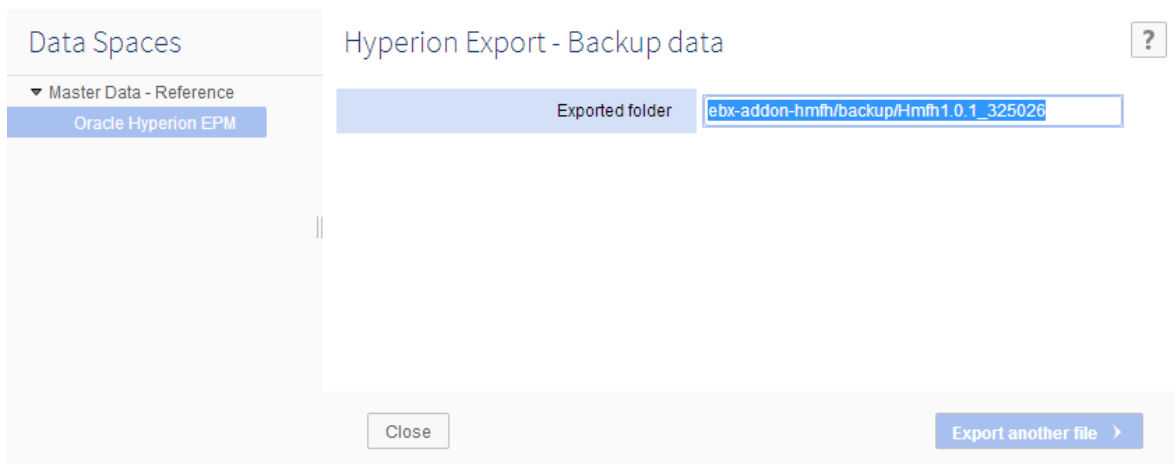 Data Spaces
Master Data - Reference
Oracle Hyperion EPM
Hyperion Export - Backup data
?
Exported folder
ebx-addon-hmfh/backup/Hmfh1.0.1_325026
Close
Export another file